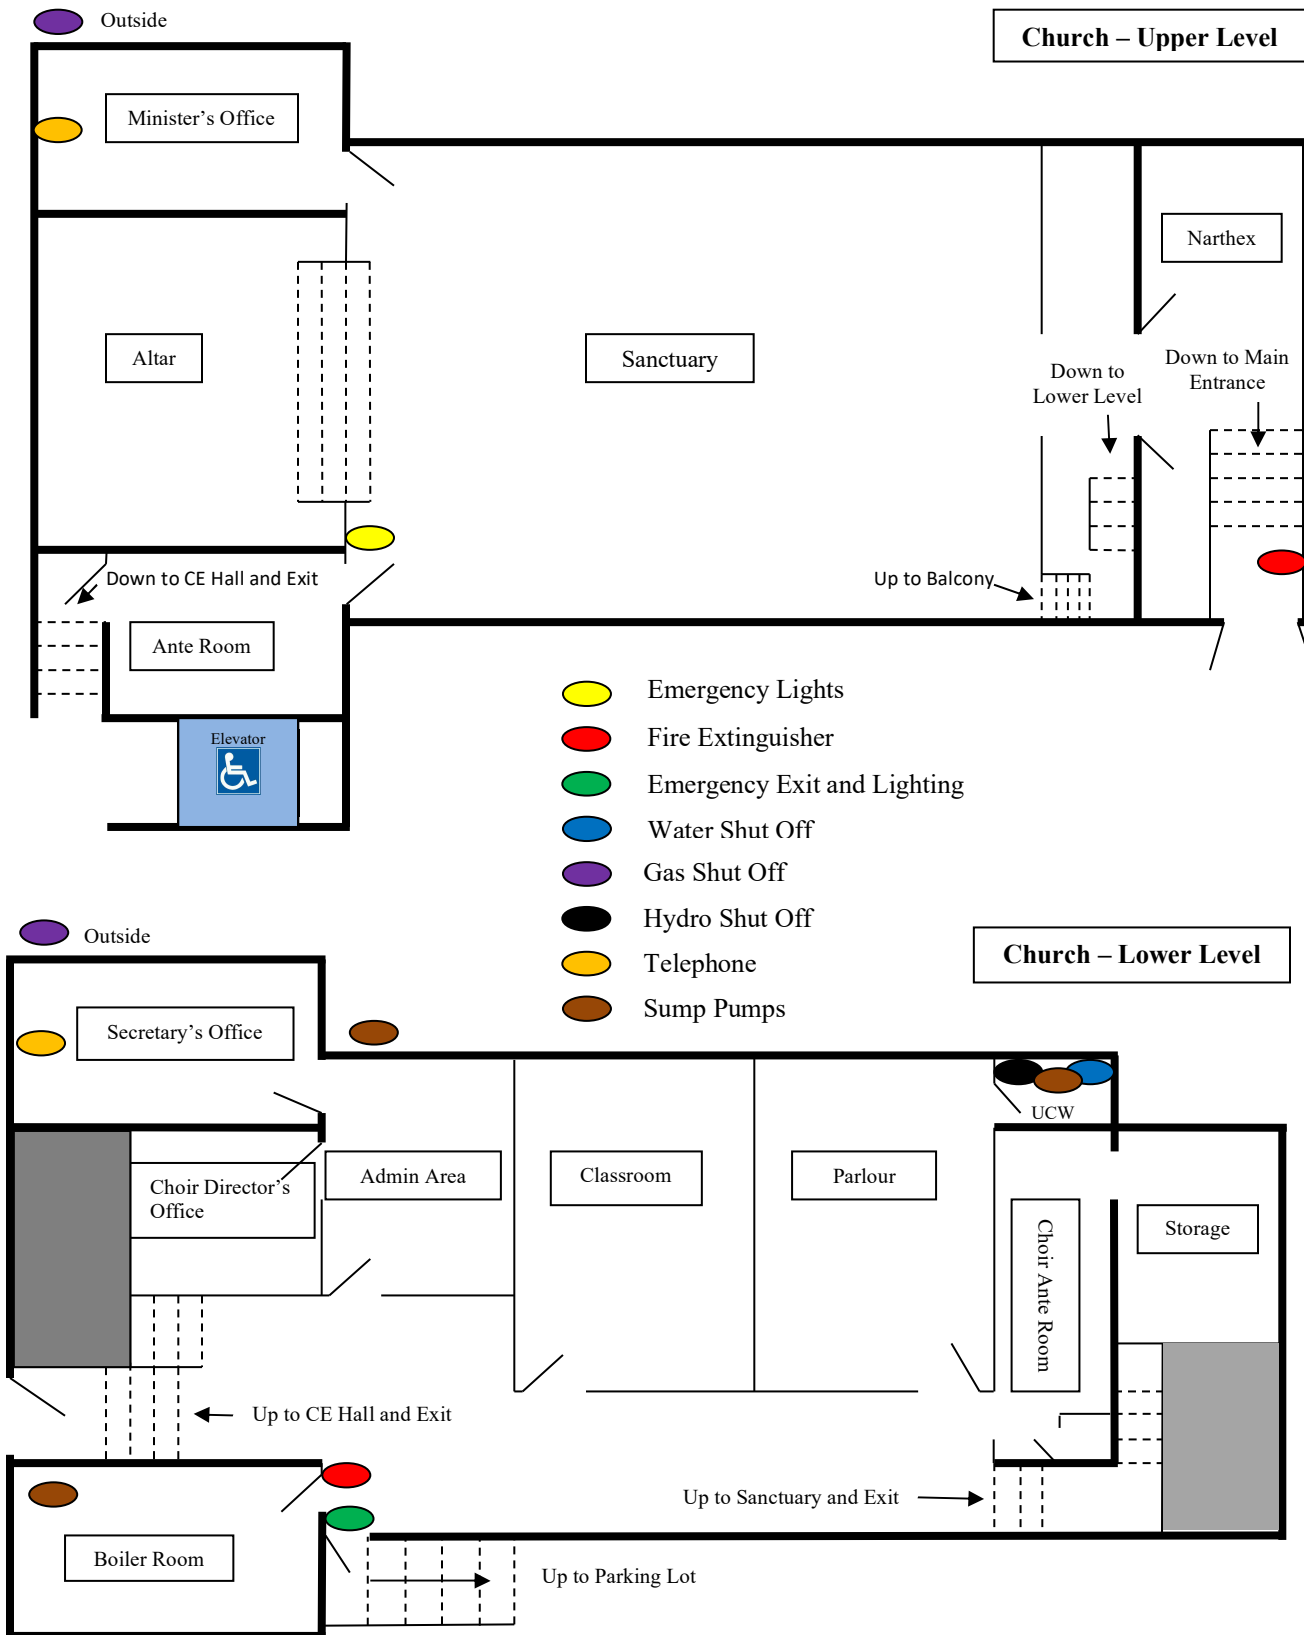 Outside
Church – Upper Level
Minister's Office
Narthex
Altar
Sanctuary
Down to
Lower Level
Down to Main
Entrance
Down to CE Hall and Exit
Up to Balcony
Ante Room
Elevator
Emergency Lights
Fire Extinguisher
Emergency Exit and Lighting
Water Shut Off
Gas Shut Off
Hydro Shut Off
Telephone
Sump Pumps
Outside
Church – Lower Level
Secretary's Office
UCW
Choir Director's
Office
Admin Area
Classroom
Parlour
Choir Ante Room
Storage
Up to CE Hall and Exit
Up to Sanctuary and Exit
Boiler Room
Up to Parking Lot